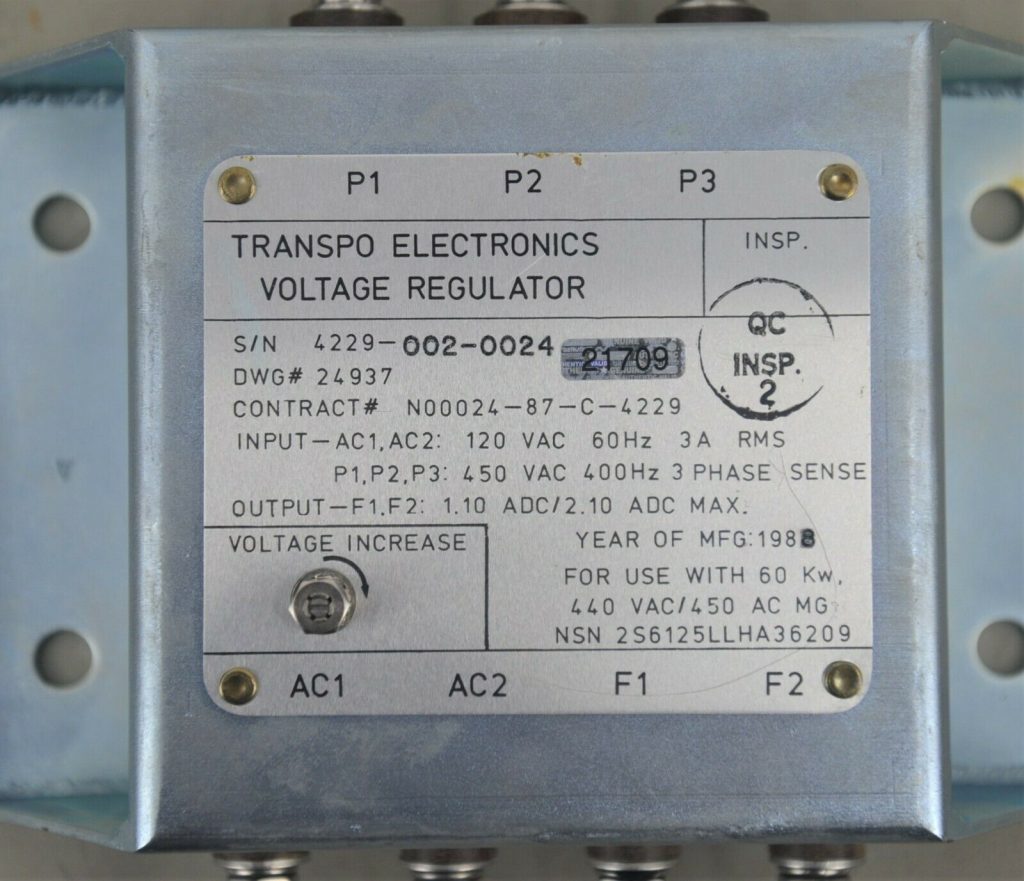 P1 P2 P3
TRANSPO ELECTRONICS
VOLTAGE REGULATOR
INSP.
QC
INSP.
2
S/N 4229-002-0024 21709
DWG# 24937
CONTRACT# N00024-87-C-4229
INPUT-AC1,AC2: 120 VAC 60Hz 3A RMS
P1,P2,P3: 450 VAC 400Hz 3 PHASE SENSE
OUTPUT-F1,F2: 1.10 ADC/2.10 ADC MAX.
VOLTAGE INCREASE
YEAR OF MFG:1988
FOR USE WITH 60 Kw,
440 VAC/450 AC MG
NSN 2S6125LLHA36209
AC1 AC2 F1 F2